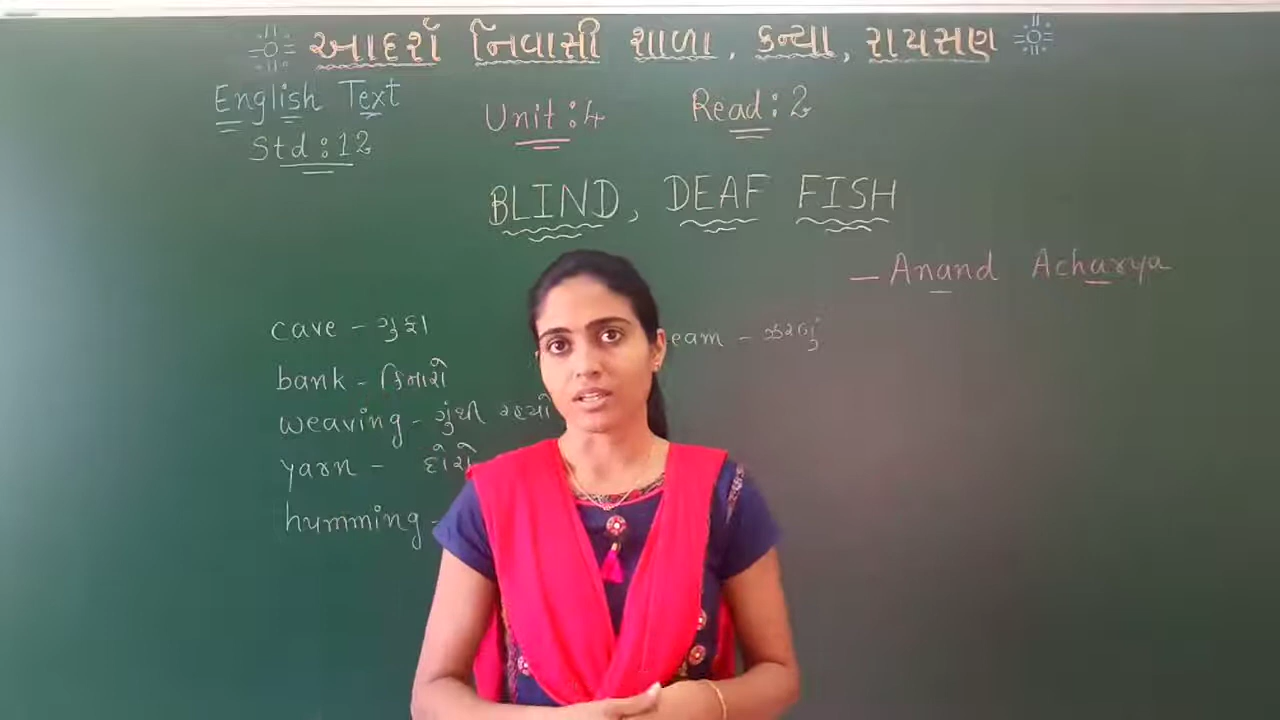 આદર્શ નિવાસી શાળા, કન્યા, રાયસણ
English Text
Unit:4
Read:2
Std:12
BLIND, DEAF FISH
- Anand Acharya
cave - ગુફા
eam - ઝરણું
bank - કિનારો
weaving - ગુંથી રહયો
yarn - દોરો
humming -